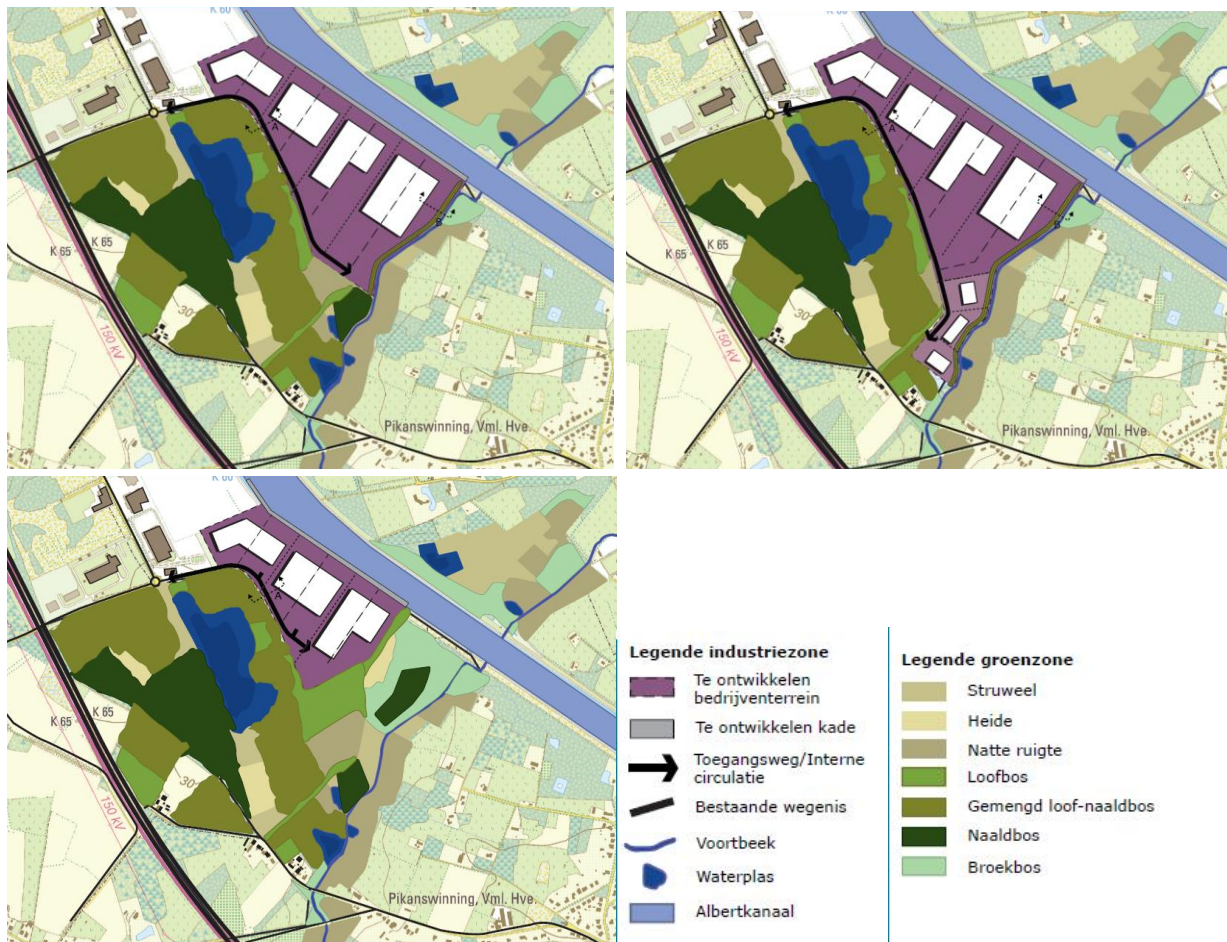 K 60
A
B
K 65
K 65
30
150 kV
Pikanswinning, Vml. Hve.
A
B
K 65
K 65
30
150 kV
Pikanswinning, Vml. Hve.
K 60
A
K 65
K 65
30
150 kV
Pikanswinning, Vml. Hve.
Legende industriezone
Te ontwikkelen
bedrijventerrein
Te ontwikkelen kade
Toegangsweg/Interne
circulatie
Bestaande wegenis
Voortbeek
Waterplas
Albertkanaal
Legende groenzone
Struweel
Heide
Natte ruigte
Loofbos
Gemengd loof-naaldbos
Naaldbos
Broekbos